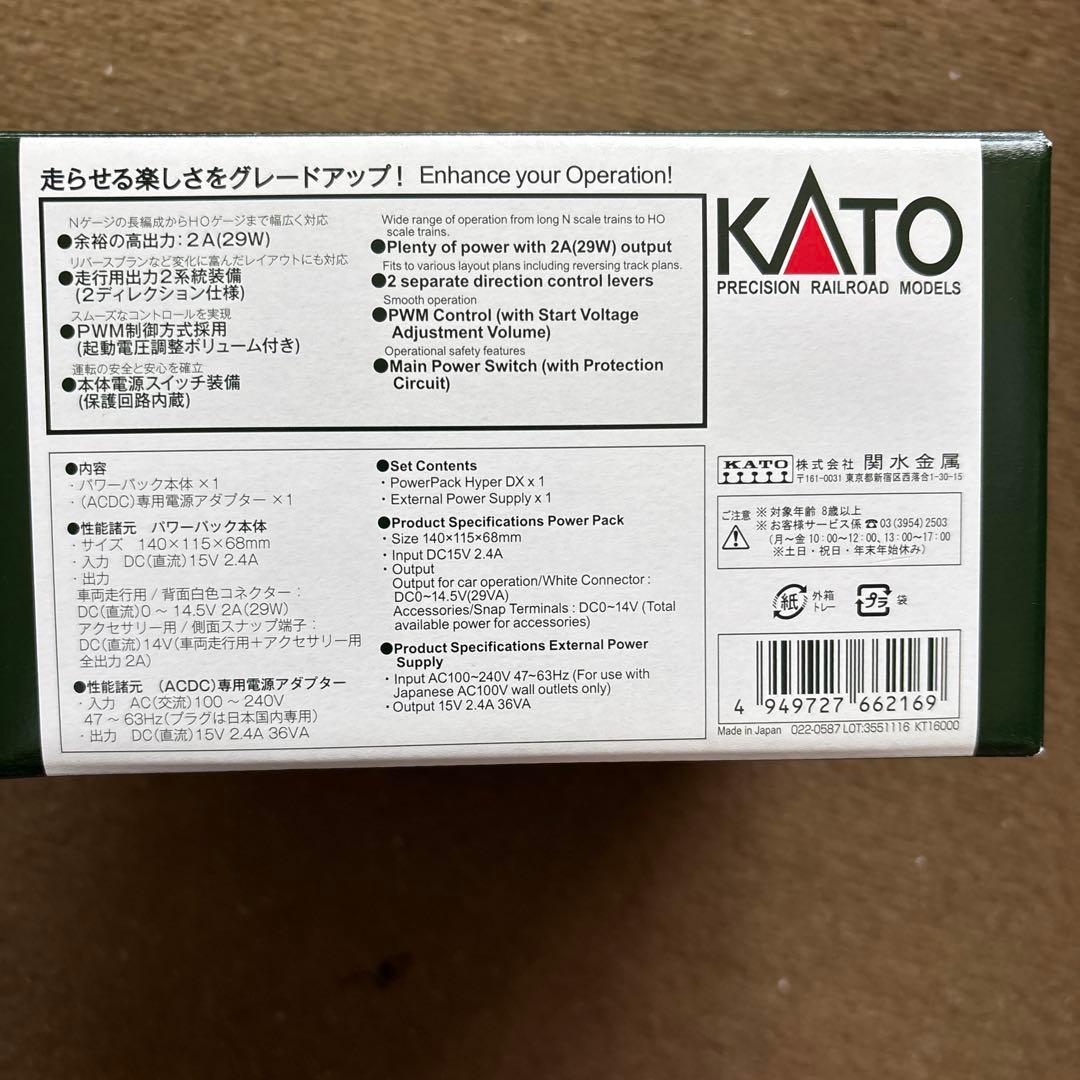 走らせる楽しさをグレードアップ! Enhance your Operation!
Nゲージの長編成からHOゲージまで幅広く対応
●余裕の高出力:2A(29W)
リバースプランなど変化に富んだレイアウトにも対応
●走行用出力2系統装備
(2ディレクション仕様)
スムーズなコントロールを実現
●PWM制御方式採用
(起動電圧調整ボリューム付き)
運転の安全と安心を確立
●本体電源スイッチ装備
(保護回路内蔵)
Wide range of operation from long N scale trains to HO
scale trains.
●Plenty of power with 2A(29W) output
Fits to various layout plans including reversing track plans.
●2 separate direction control levers
Smooth operation
●PWM Control (with Start Voltage
Adjustment Volume)
Operational safety features
●Main Power Switch (with Protection
Circuit)
KATO
PRECISION RAILROAD MODELS
●内容
・パワーパック本体 ×1
・(ACDC)専用電源アダプター ×1
●性能諸元 パワーパック本体
・サイズ 140×115×68mm
・入力 DC(直流)15V 2.4A
・出力
車両走行用/背面白色コネクター:
DC(直流)0 ~ 14.5V 2A(29W)
アクセサリー用/側面スナップ端子:
DC(直流)14V(車両走行用+アクセサリー用
全出力2A)
●性能諸元 (ACDC)専用電源アダプター
・入力 AC(交流)100 ~ 240V
47 ~ 63Hz(プラグは日本国内専用)
・出力 DC(直流)15V 2.4A 36VA
●Set Contents
・PowerPack Hyper DX x 1
・External Power Supply x 1
●Product Specifications Power Pack
・Size 140×115×68mm
・Input DC15V 2.4A
・Output
Output for car operation/White Connector :
DC0~14.5V(29VA)
Accessories/Snap Terminals : DC0~14V (Total
available power for accessories)
●Product Specifications External Power
Supply
・Input AC100~240V 47~63Hz (For use with
Japanese AC100V wall outlets only)
・Output 15V 2.4A 36VA
KATO 株式会社 関水金属
〒161-0031 東京都新宿区西落合1-30-15
ご注意 ※ 対象年齢 8歳以上
※ お客様サービス係 ☎03(3954)2503
(月~金 10:00~12:00、13:00~17:00
※土日・祝日・年末年始休み)
紙 外箱 トレー プラ 袋
4 949727 662169
Made in Japan 022-0587 LOT:3551116 KT16000